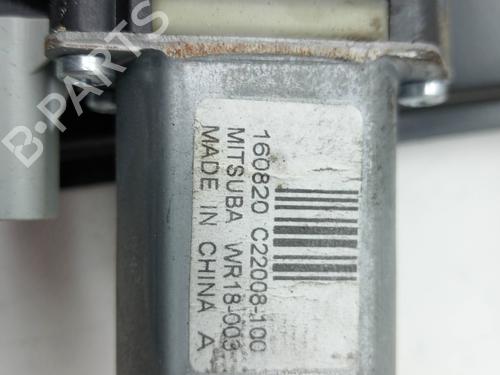 160820 C22008-100
MITSUBA WR18-003
MADE IN CHINA A
B-PARTS